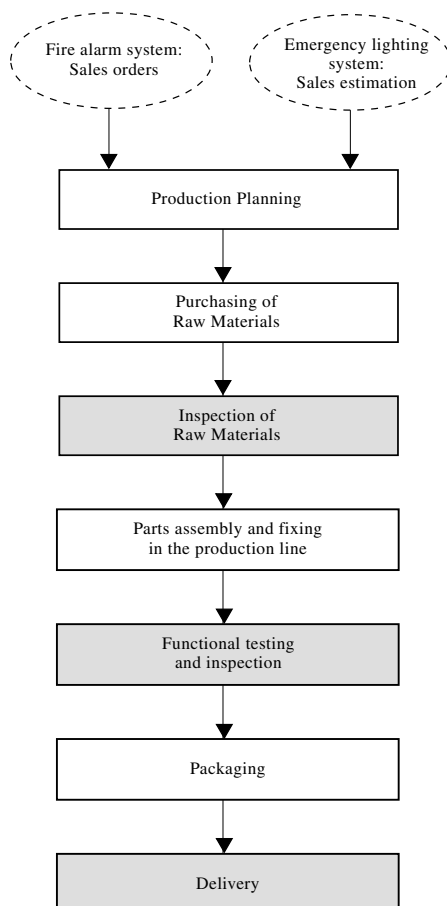 Fire alarm system:
Sales orders
Emergency lighting
system:
Sales estimation
Production Planning
Purchasing of
Raw Materials
Inspection of
Raw Materials
Parts assembly and fixing
in the production line
Functional testing
and inspection
Packaging
Delivery